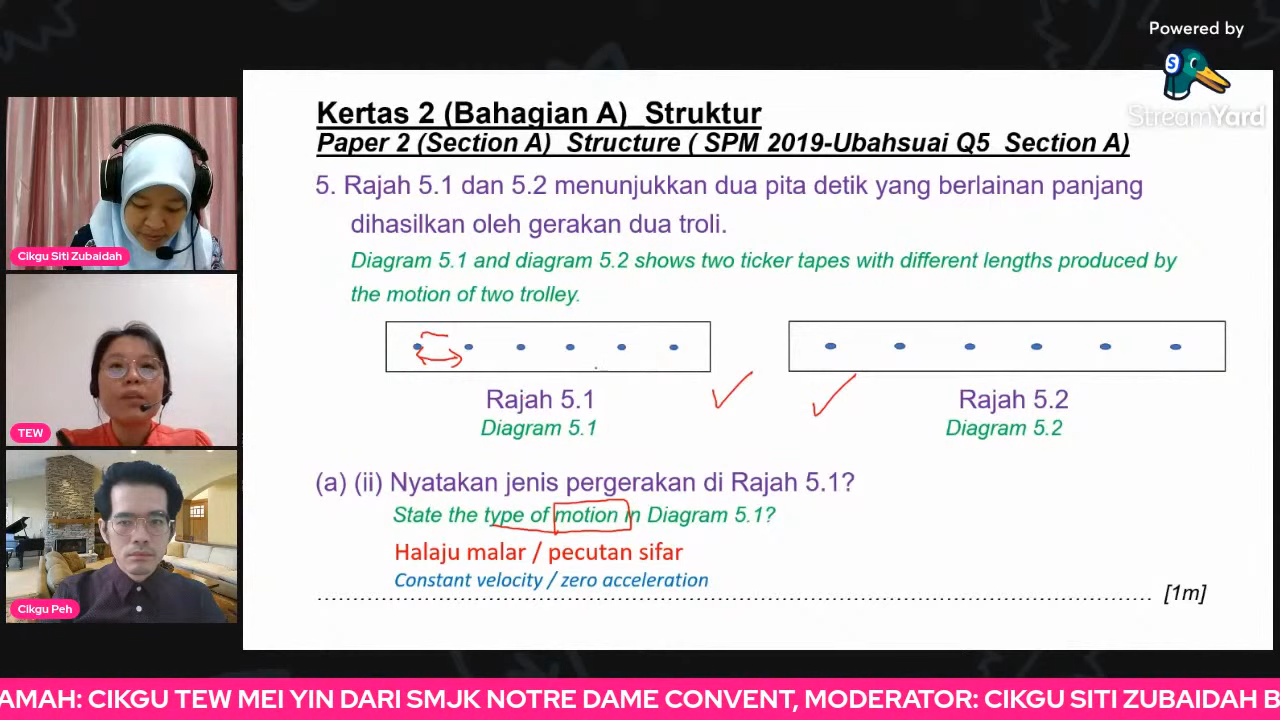 Powered by
StreamYard
Kertas 2 (Bahagian A)_Struktur
Paper 2 (Section A)_Structure ( SPM 2019-Ubahsuai Q5_Section A)
5. Rajah 5.1 dan 5.2 menunjukkan dua pita detik yang berlainan panjang
dihasilkan oleh gerakan dua troli.
Diagram 5.1 and diagram 5.2 shows two ticker tapes with different lengths produced by
the motion of two trolley.
Rajah 5.1
Diagram 5.1
Rajah 5.2
Diagram 5.2
(a) (ii) Nyatakan jenis pergerakan di Rajah 5.1?
State the type of motion in Diagram 5.1?
Halaju malar / pecutan sifar
Constant velocity / zero acceleration
[1m]
Cikgu Siti Zubaidah
TEW
Cikgu Peh
AMAH: CIKGU TEW MEI YIN DARI SMJK NOTRE DAME CONVENT, MODERATOR: CIKGU SITI ZUBAIDAH B